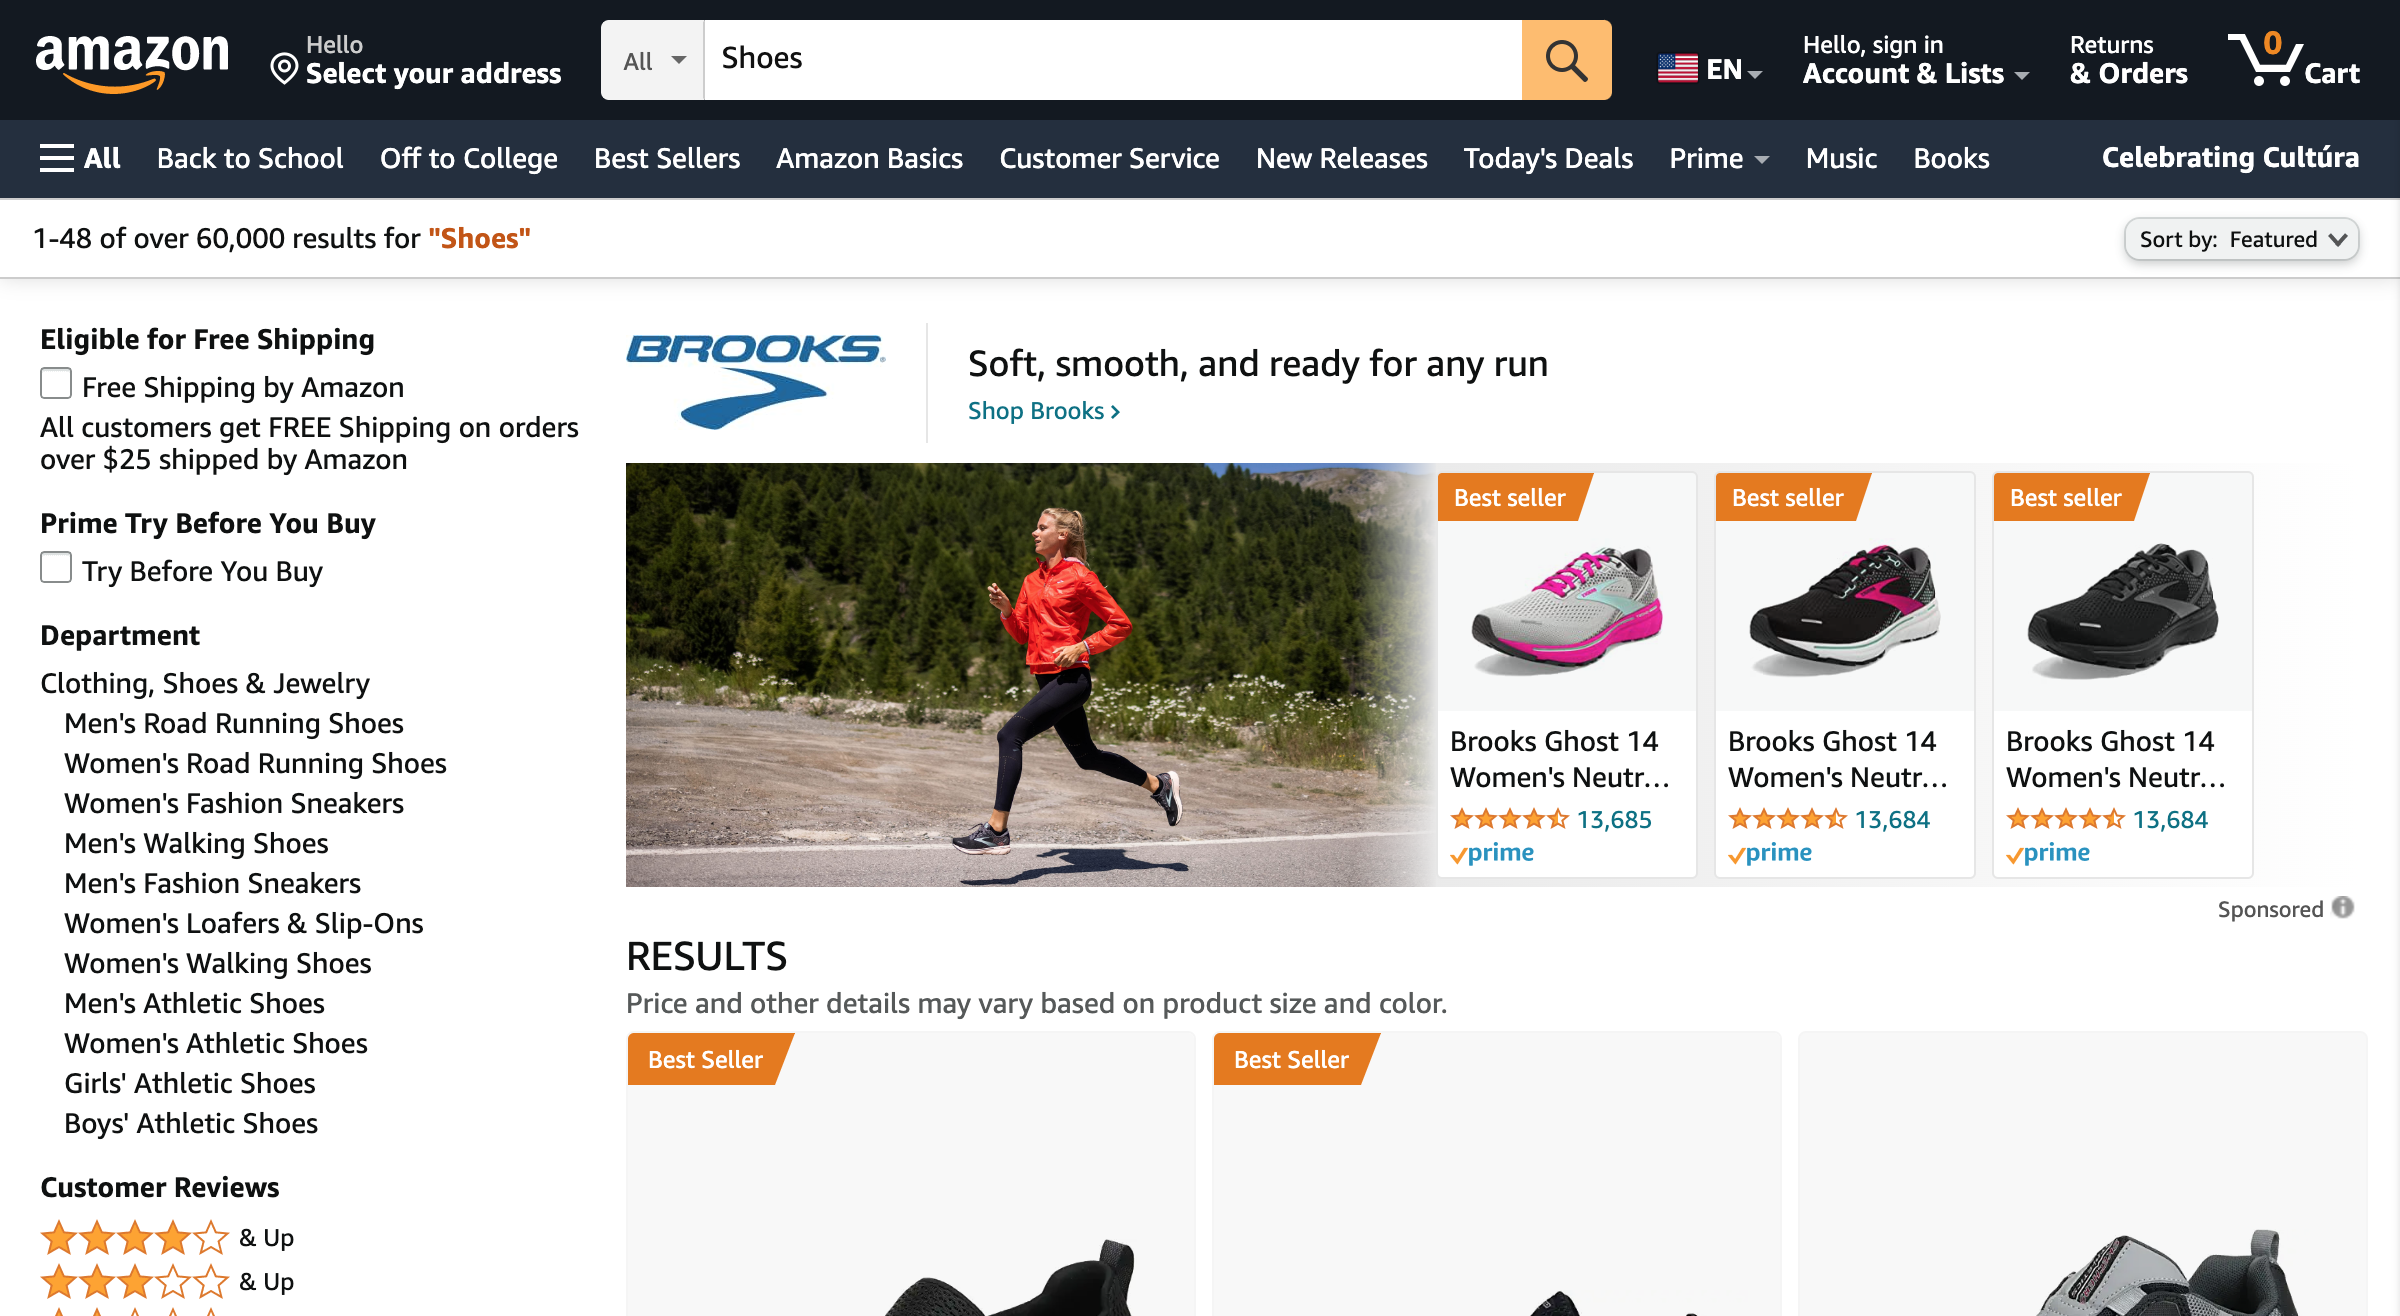 amazon
Hello
Select your address
All
Shoes
EN
Hello, sign in
Account & Lists
Returns
& Orders
0
Cart
All
Back to School
Off to College
Best Sellers
Amazon Basics
Customer Service
New Releases
Today's Deals
Prime
Music
Books
Celebrating Cultúra
1-48 of over 60,000 results for "Shoes"
Sort by: Featured
Eligible for Free Shipping
Free Shipping by Amazon
All customers get FREE Shipping on orders
over $25 shipped by Amazon
Prime Try Before You Buy
Try Before You Buy
Department
Clothing, Shoes & Jewelry
Men's Road Running Shoes
Women's Road Running Shoes
Women's Fashion Sneakers
Men's Walking Shoes
Men's Fashion Sneakers
Women's Loafers & Slip-Ons
Women's Walking Shoes
Men's Athletic Shoes
Women's Athletic Shoes
Girls' Athletic Shoes
Boys' Athletic Shoes
Customer Reviews
& Up
& Up
BROOKS
Soft, smooth, and ready for any run
Shop Brooks ›
Best seller
Brooks Ghost 14
Women's Neutr...
13,685
prime
Best seller
Brooks Ghost 14
Women's Neutr...
13,684
prime
Best seller
Brooks Ghost 14
Women's Neutr...
13,684
prime
Sponsored
RESULTS
Price and other details may vary based on product size and color.
Best Seller
Best Seller